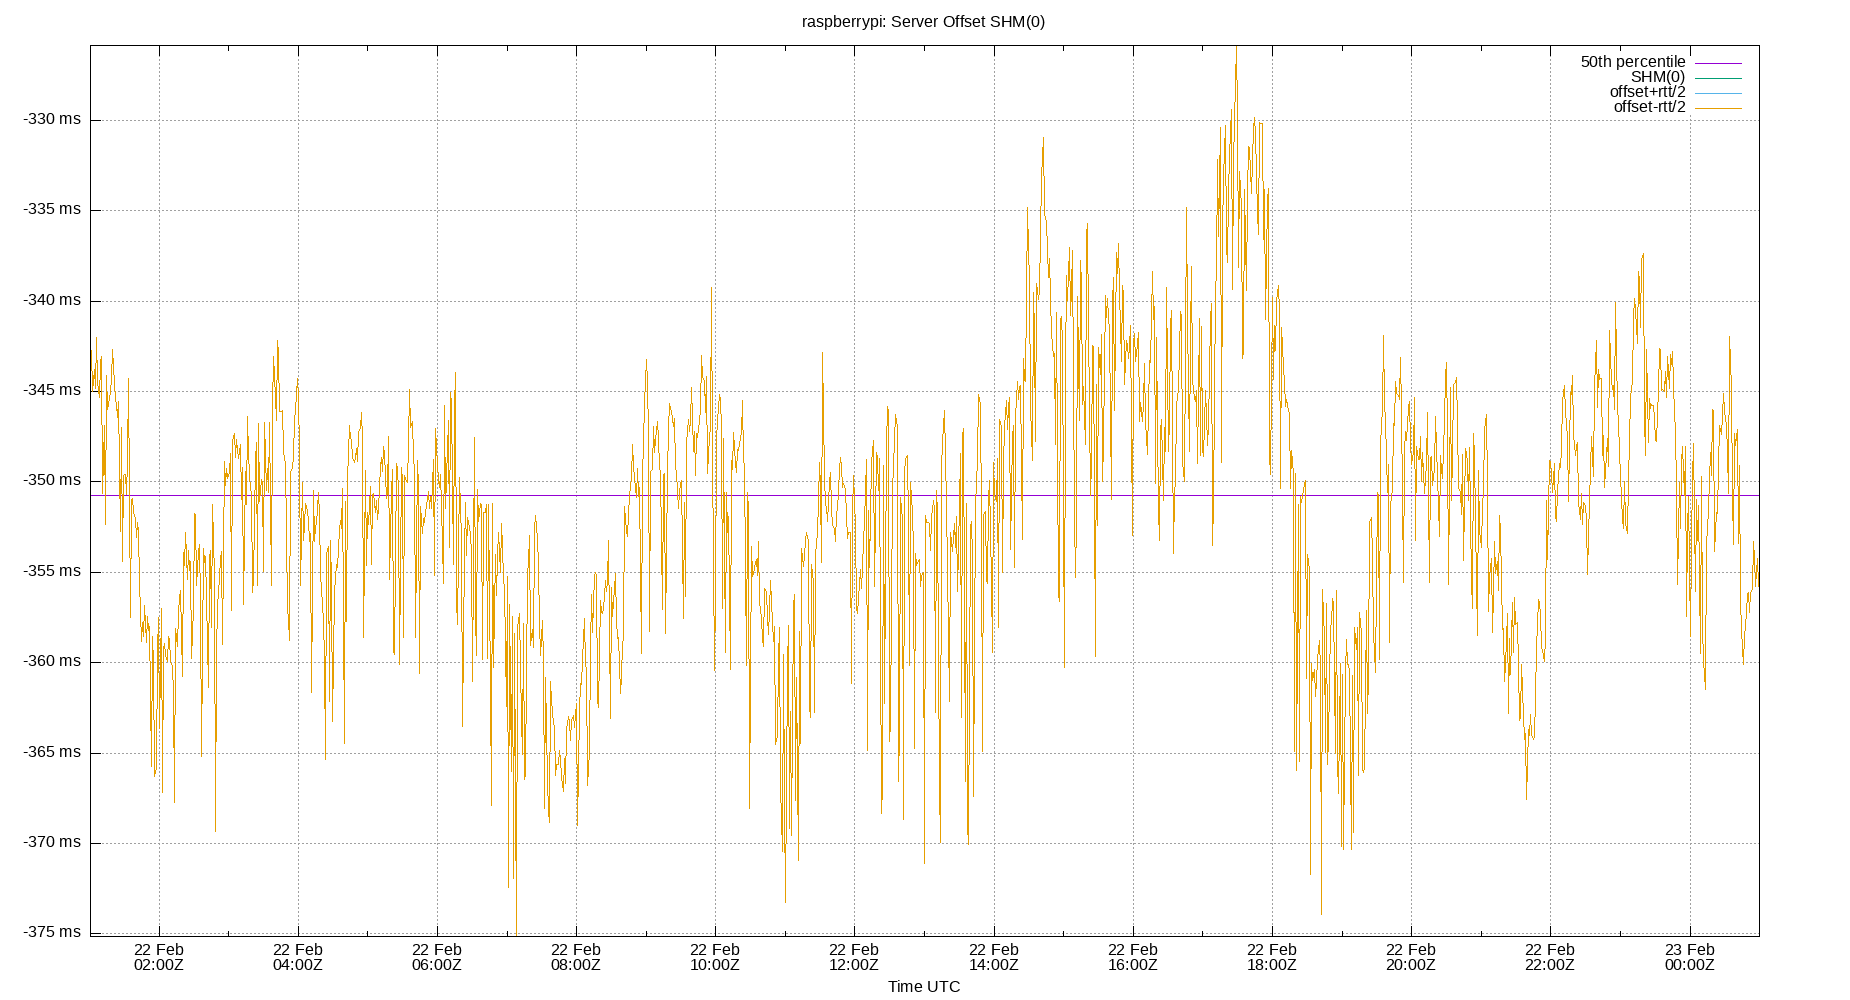 raspberrypi: Server Offset SHM(0)
50th percentile
SHM(0)
offset+rtt/2
offset-rtt/2
-330 ms
-335 ms
-340 ms
-345 ms
-350 ms
-355 ms
-360 ms
-365 ms
-370 ms
-375 ms
22 Feb 22 Feb 22 Feb 22 Feb 22 Feb 22 Feb 22 Feb 22 Feb 22 Feb 22 Feb 22 Feb 23 Feb
02:00Z 04:00Z 06:00Z 08:00Z 10:00Z 12:00Z 14:00Z 16:00Z 18:00Z 20:00Z 22:00Z 00:00Z
Time UTC